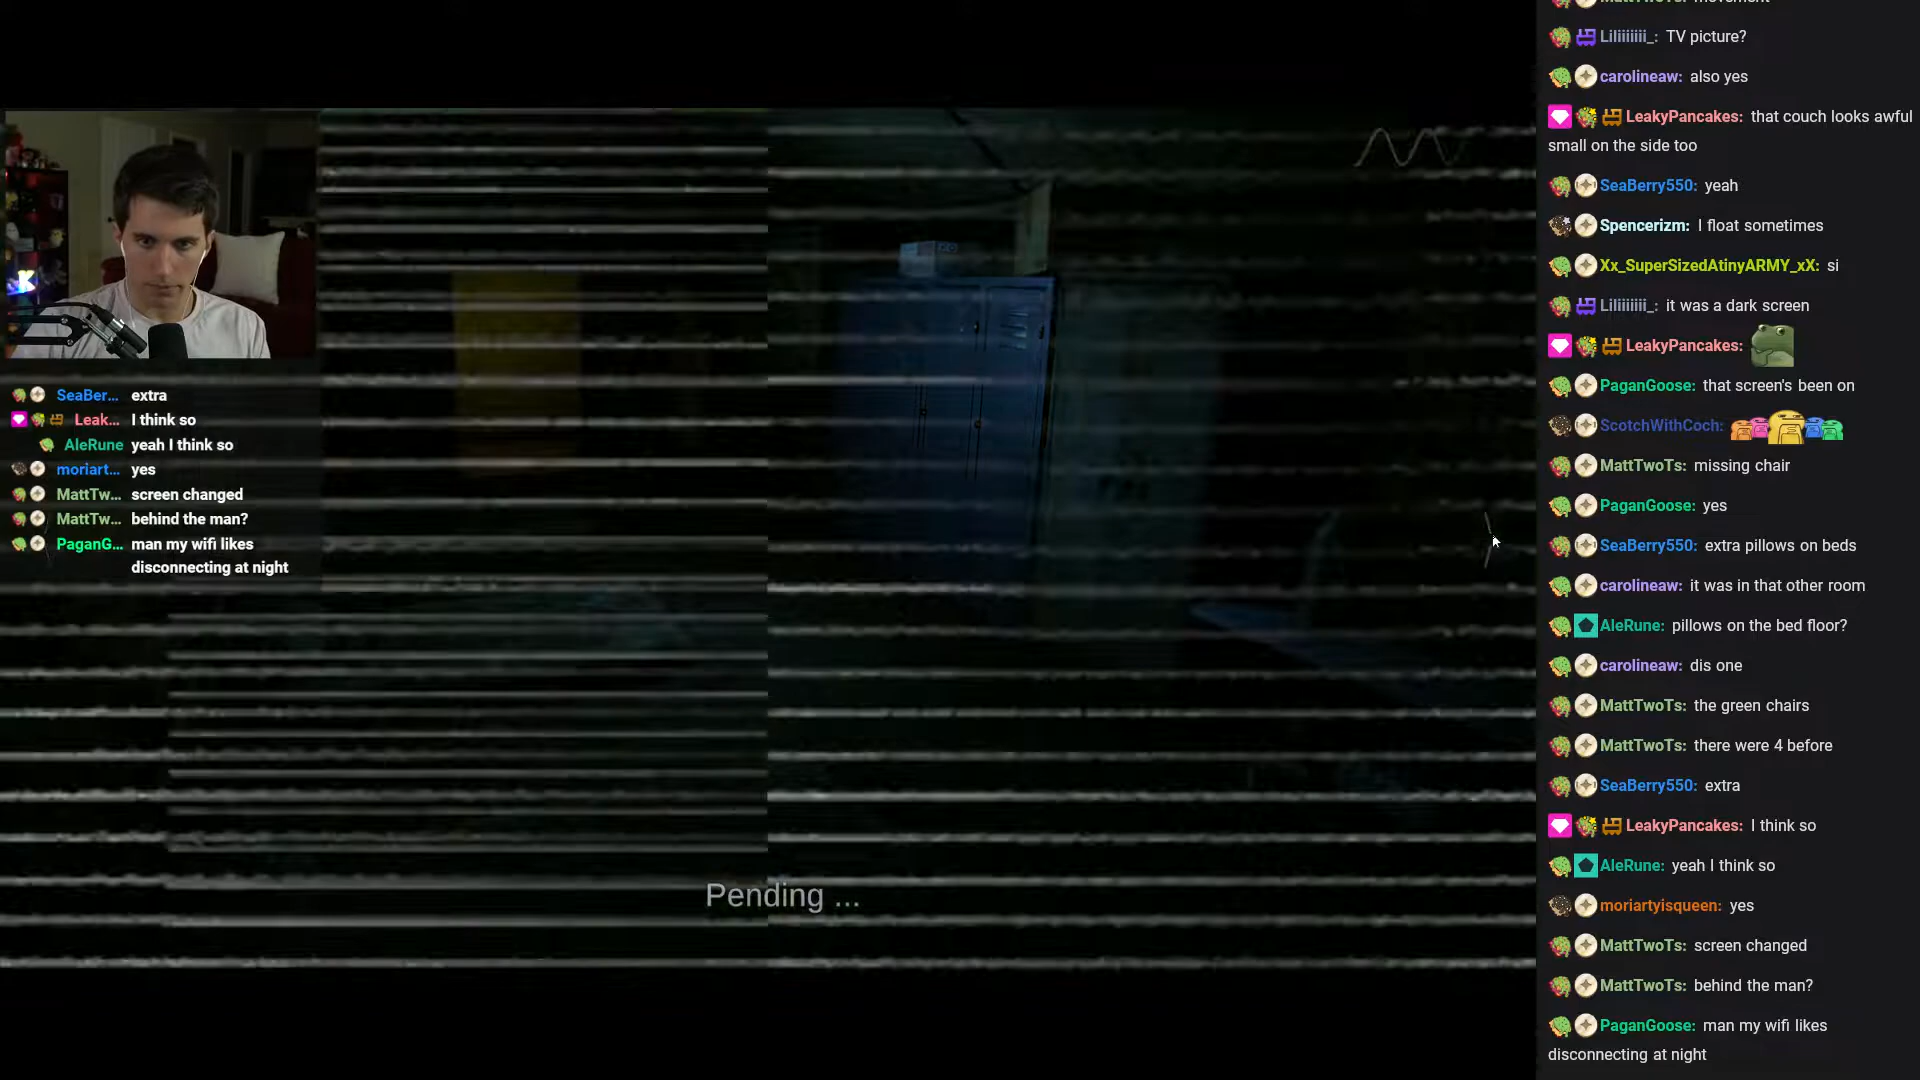 SeaBer... extra
Leak... I think so
AleRune yeah I think so
moriart... yes
MattTw... screen changed
MattTw... behind the man?
PaganG... man my wifi likes
disconnecting at night
Pending ...
Liliiiiiii_: TV picture?
carolineaw: also yes
LeakyPancakes: that couch looks awful
small on the side too
SeaBerry550: yeah
Spencerizm: I float sometimes
Xx_SuperSizedAtinyARMY_xX: si
Liliiiiiii_: it was a dark screen
LeakyPancakes:
PaganGoose: that screen's been on
ScotchWithCoch:
MattTwoTs: missing chair
PaganGoose: yes
SeaBerry550: extra pillows on beds
carolineaw: it was in that other room
AleRune: pillows on the bed floor?
carolineaw: dis one
MattTwoTs: the green chairs
MattTwoTs: there were 4 before
SeaBerry550: extra
LeakyPancakes: I think so
AleRune: yeah I think so
moriartyisqueen: yes
MattTwoTs: screen changed
MattTwoTs: behind the man?
PaganGoose: man my wifi likes
disconnecting at night